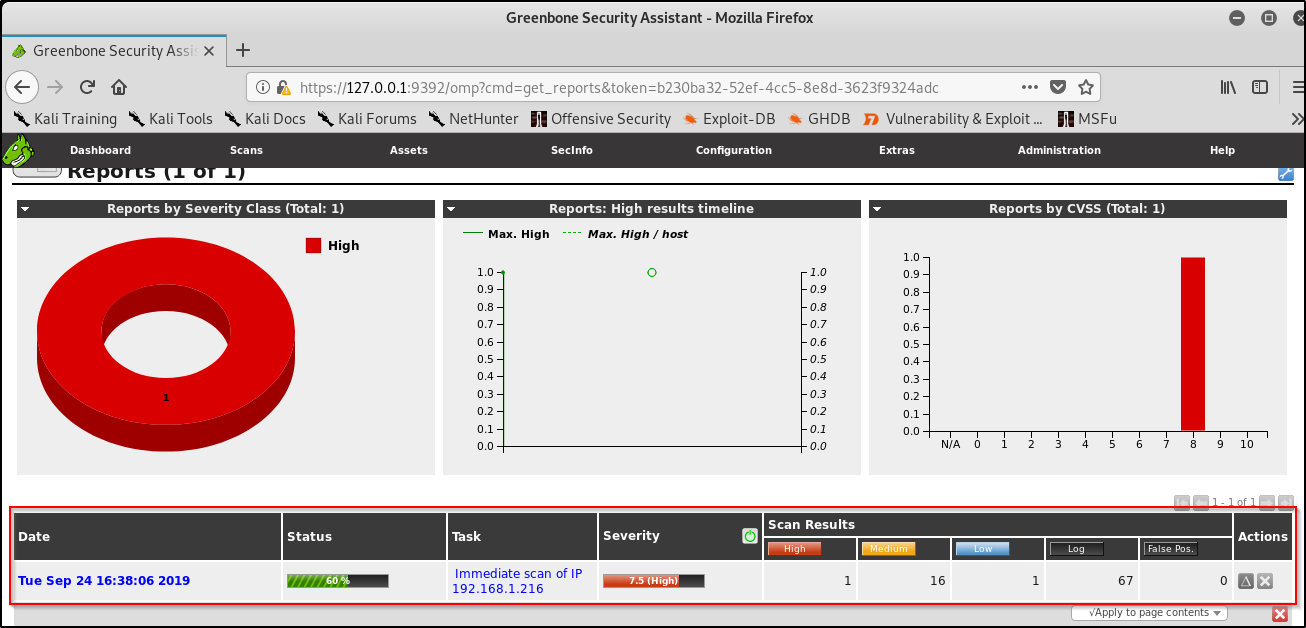 Greenbone Security Assistant - Mozilla Firefox
Greenbone Security Assis
https://127.0.0.1:9392/omp?cmd=get_reports&token=b230ba32-52ef-4cc5-8e8d-3623f9324adc
Kali Training Kali Tools Kali Docs Kali Forums NetHunter Offensive Security Exploit-DB GHDB Vulnerability & Exploit ... MSFu
Dashboard Scans Assets SecInfo Configuration Extras Administration Help
Reports (1 of 1)
Reports by Severity Class (Total: 1)
High
1
Reports: High results timeline
Max. High Max. High / host
1.0 1.0
0.9 0.9
0.8 0.8
0.7 0.7
0.6 0.6
0.5 0.5
0.4 0.4
0.3 0.3
0.2 0.2
0.1 0.1
0.0 0.0
Reports by CVSS (Total: 1)
1.0
0.9
0.8
0.7
0.6
0.5
0.4
0.3
0.2
0.1
0.0
N/A 0 1 2 3 4 5 6 7 8 9 10
1 - 1 of 1
Date Status Task Severity Scan Results Actions
High Medium Low Log False Pos.
Tue Sep 24 16:38:06 2019 60 % Immediate scan of IP 7.5 (High) 1 16 1 67 0
192.168.1.216
√Apply to page contents